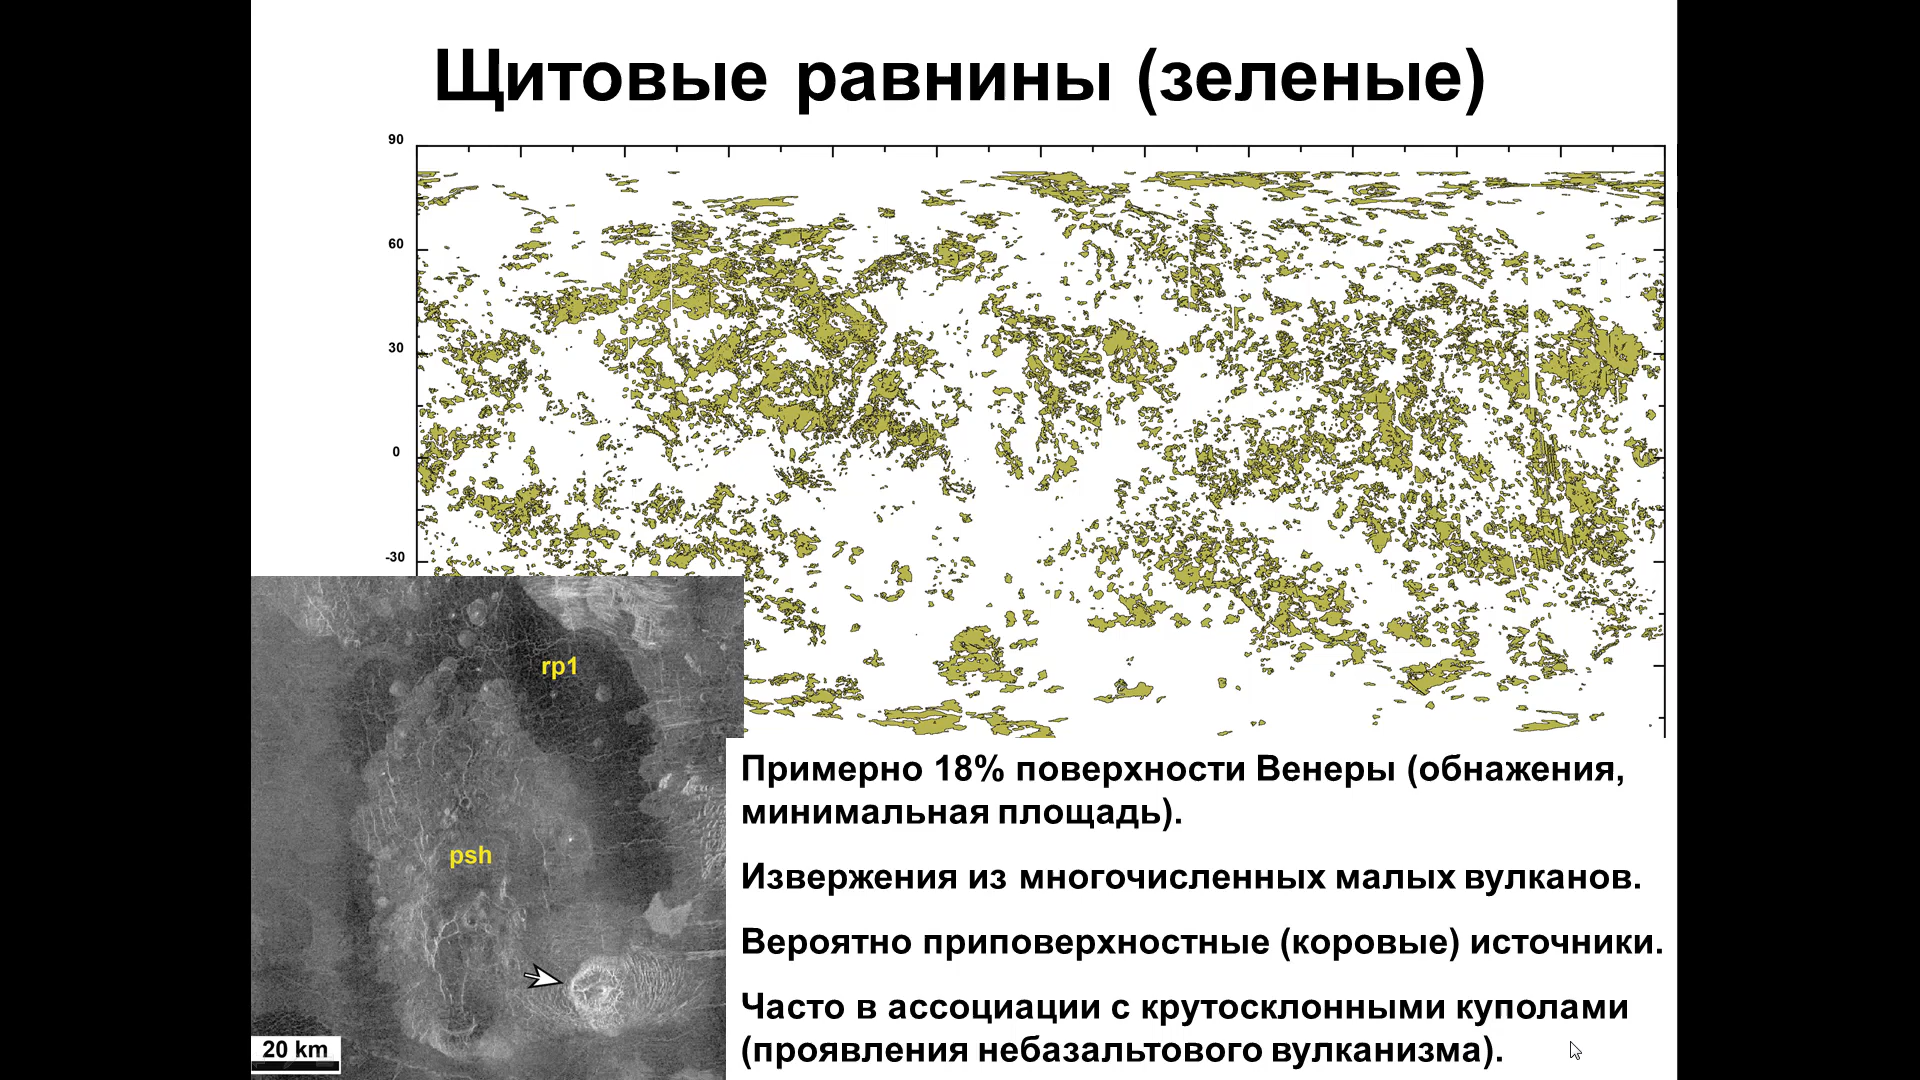 Щитовые равнины (зеленые)
90
60
30
0
-30
rp1
psh
20 km
Примерно 18% поверхности Венеры (обнажения,
минимальная площадь).
Извержения из многочисленных малых вулканов.
Вероятно приповерхностные (коровые) источники.
Часто в ассоциации с крутосклонными куполами
(проявления небазальтового вулканизма).